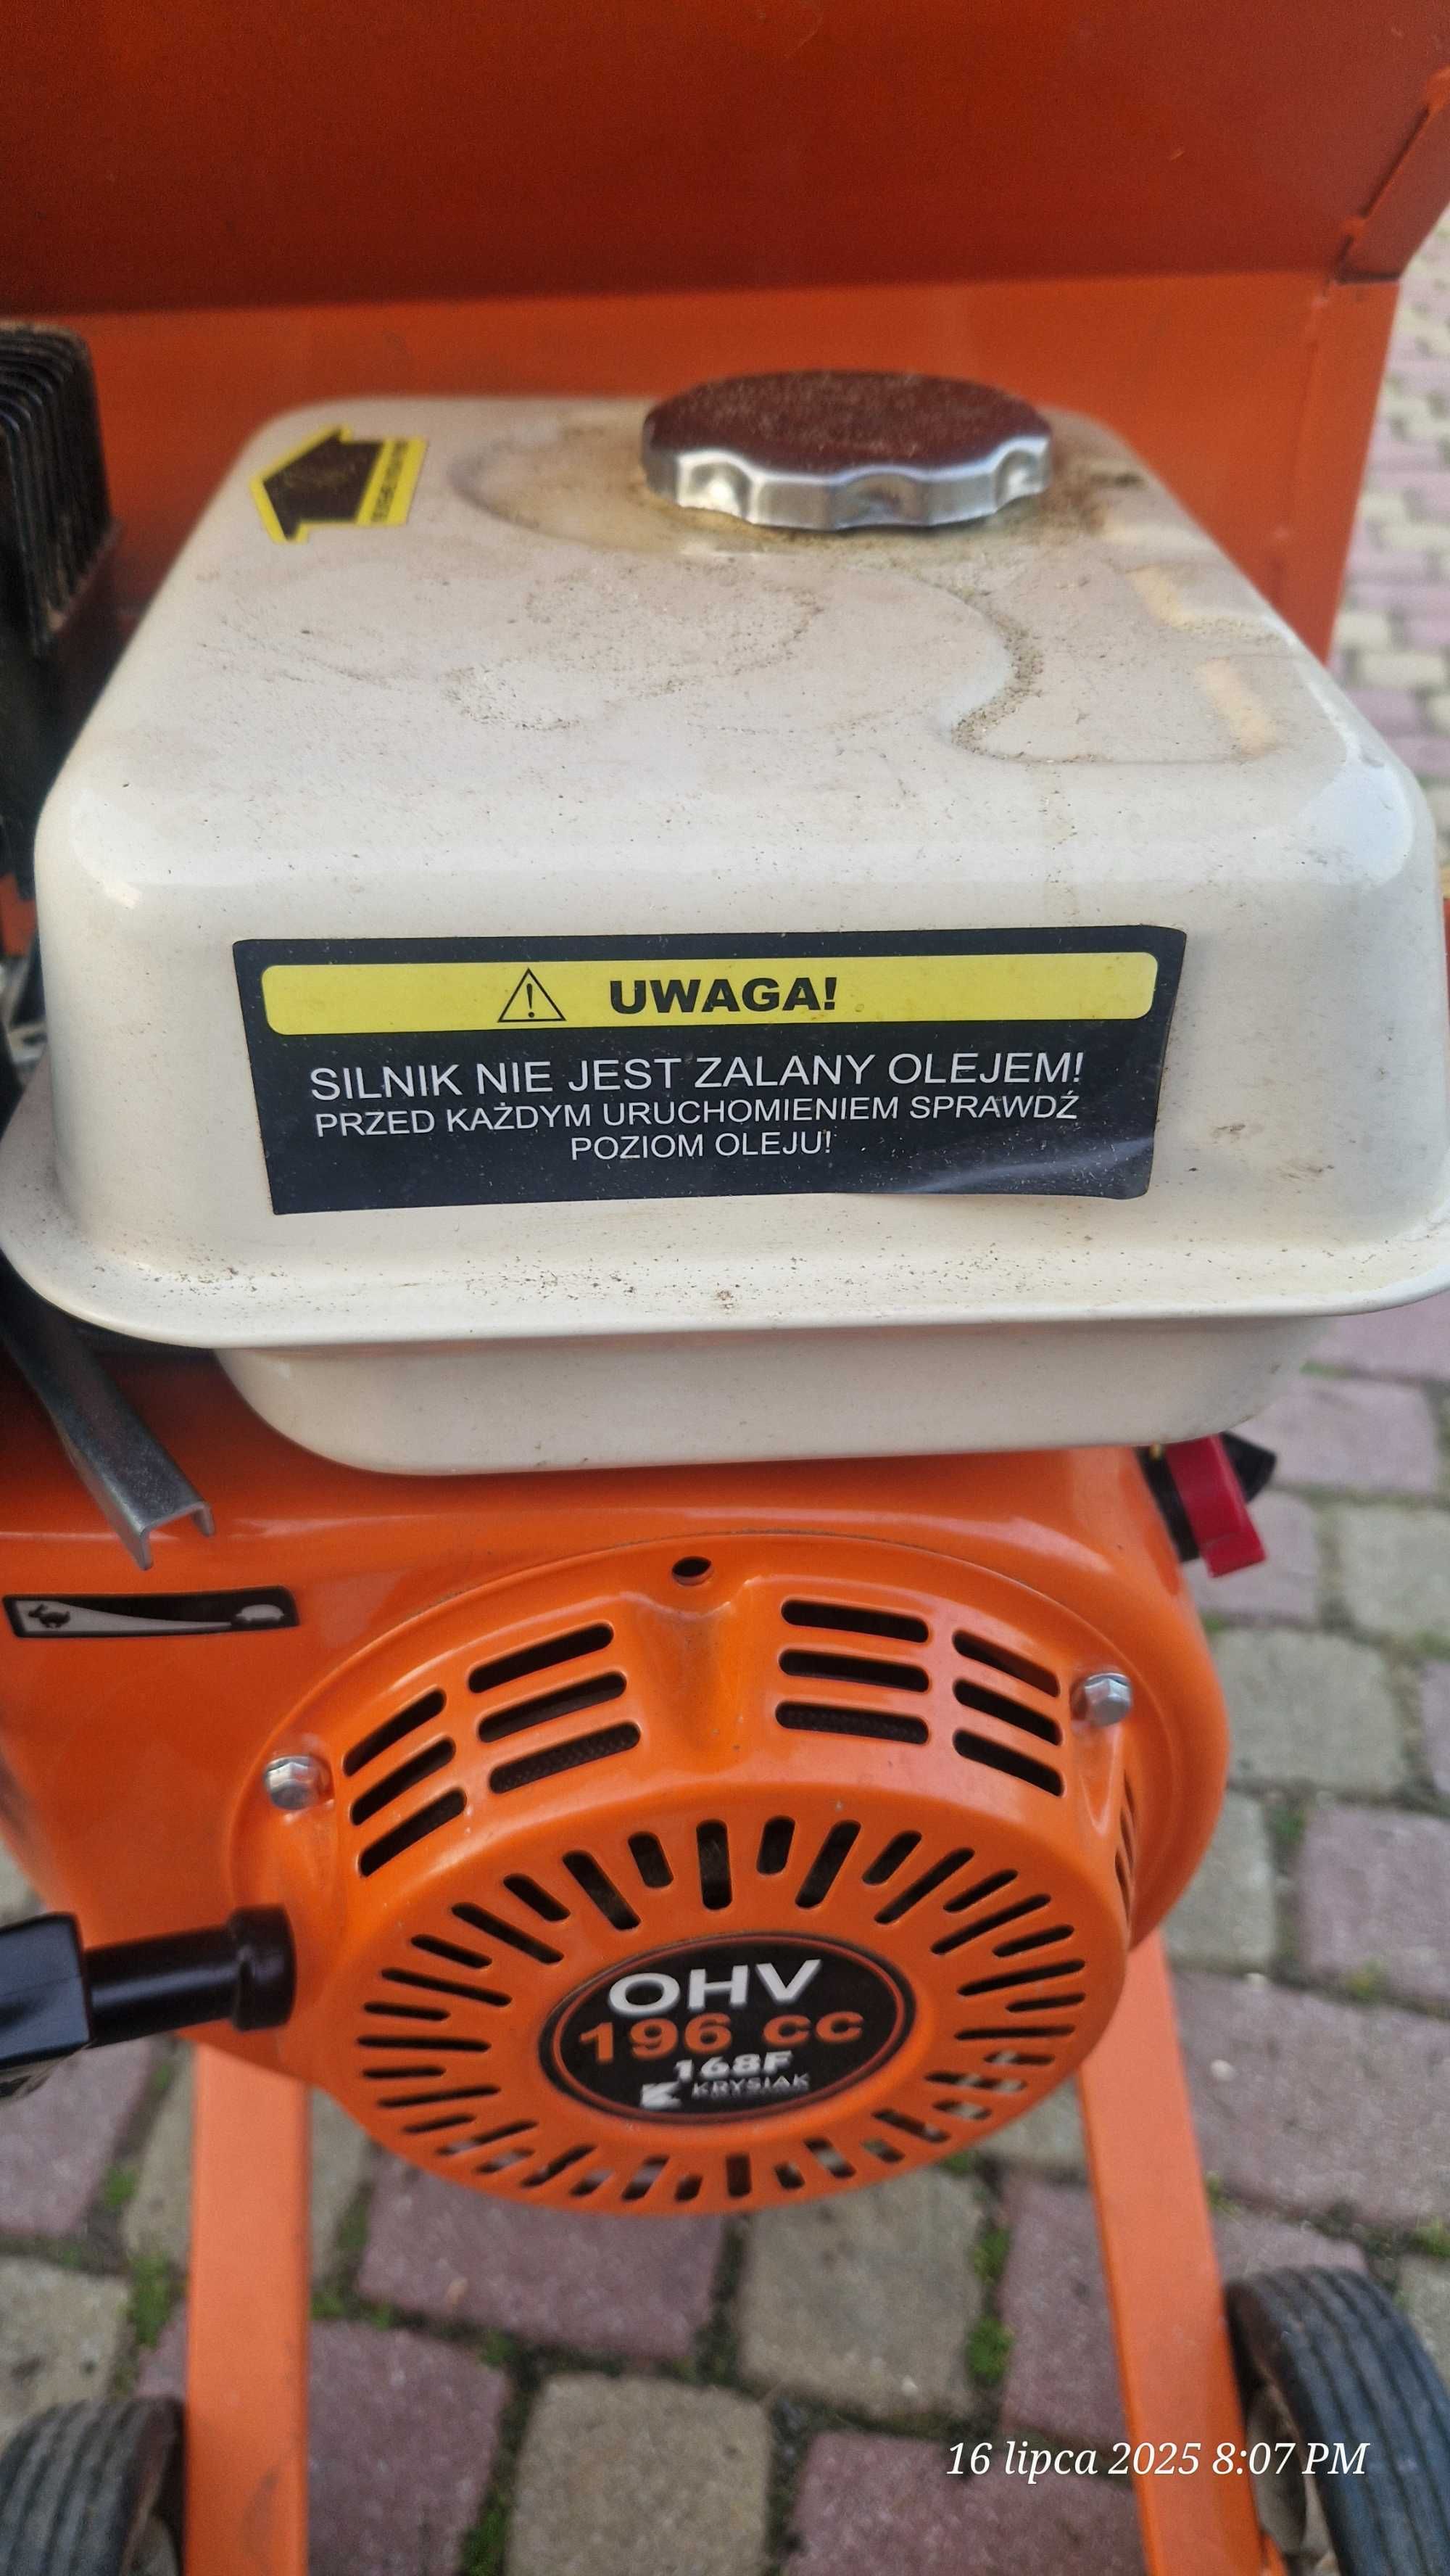 UWAGA!
SILNIK NIE JEST ZALANY OLEJEM!
PRZED KAŻDYM URUCHOMIENIEM SPRAWDŹ
POZIOM OLEJU!
OHV
196 cc
168F
KRYSIAK
16 lipca 2025 8:07 PM